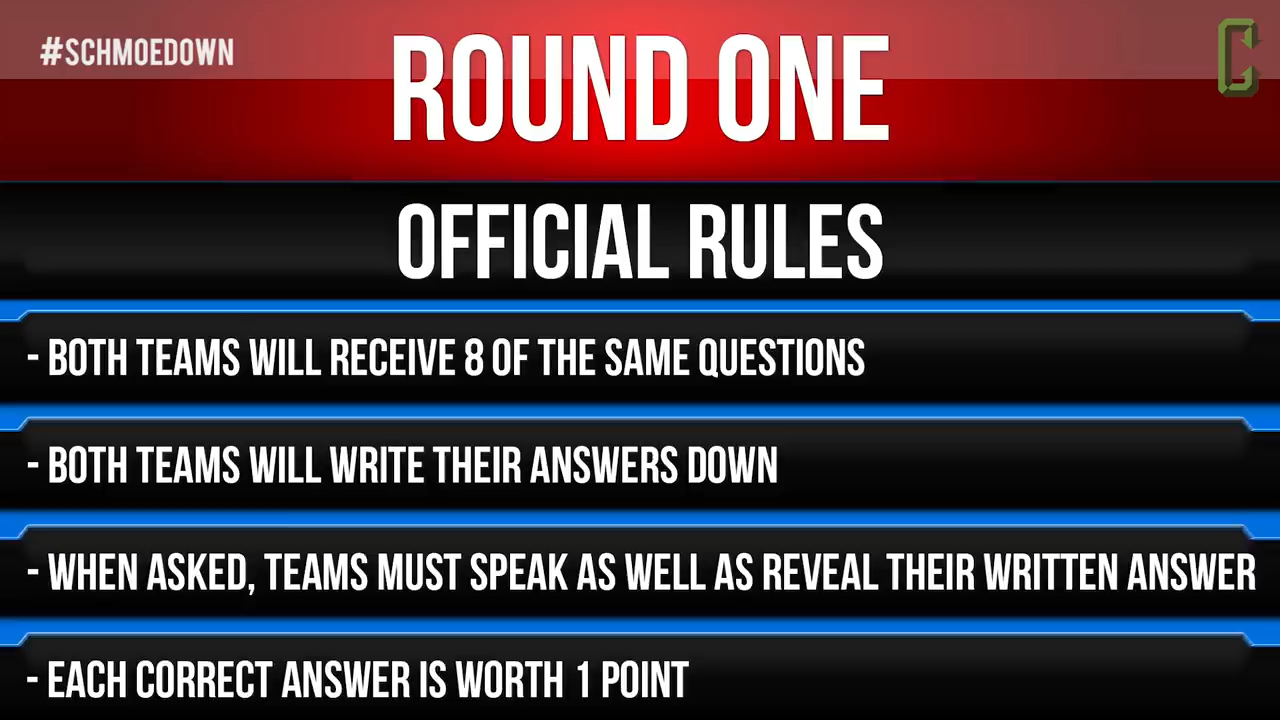 #SCHMOEDOWN
ROUND ONE
OFFICIAL RULES
- BOTH TEAMS WILL RECEIVE 8 OF THE SAME QUESTIONS
- BOTH TEAMS WILL WRITE THEIR ANSWERS DOWN
- WHEN ASKED, TEAMS MUST SPEAK AS WELL AS REVEAL THEIR WRITTEN ANSWER
- EACH CORRECT ANSWER IS WORTH 1 POINT